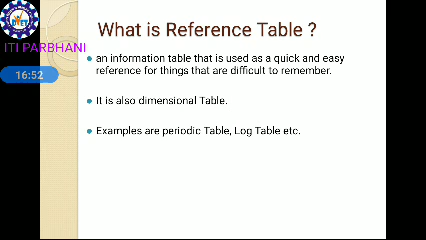 What is Reference Table ?
ITI PARBHANI
an information table that is used as a quick and easy
reference for things that are difficult to remember.
16:52
It is also dimensional Table.
Examples are periodic Table, Log Table etc.